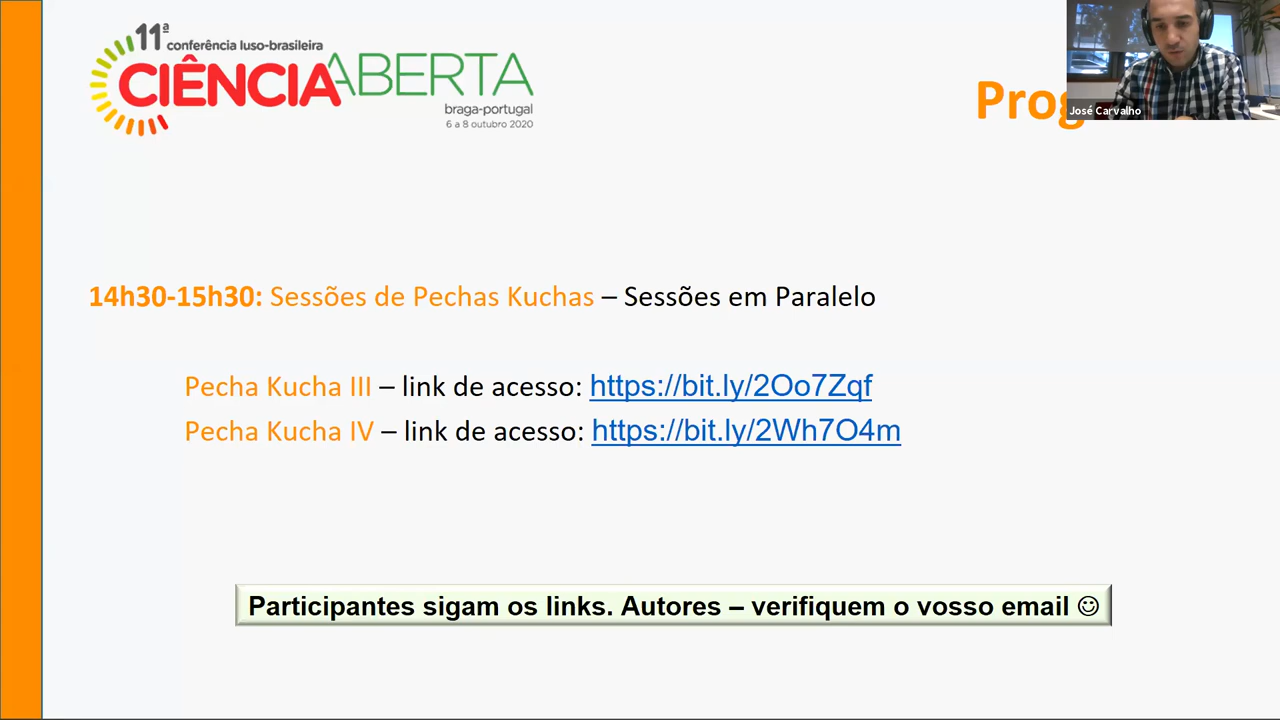 11ª conferência luso-brasileira
CIÊNCIA ABERTA
braga-portugal
6 a 8 outubro 2020
José Carvalho
14h30-15h30: Sessões de Pechas Kuchas – Sessões em Paralelo
Pecha Kucha III – link de acesso: https://bit.ly/2Oo7Zqf
Pecha Kucha IV – link de acesso: https://bit.ly/2Wh7O4m
Participantes sigam os links. Autores – verifiquem o vosso email ☺